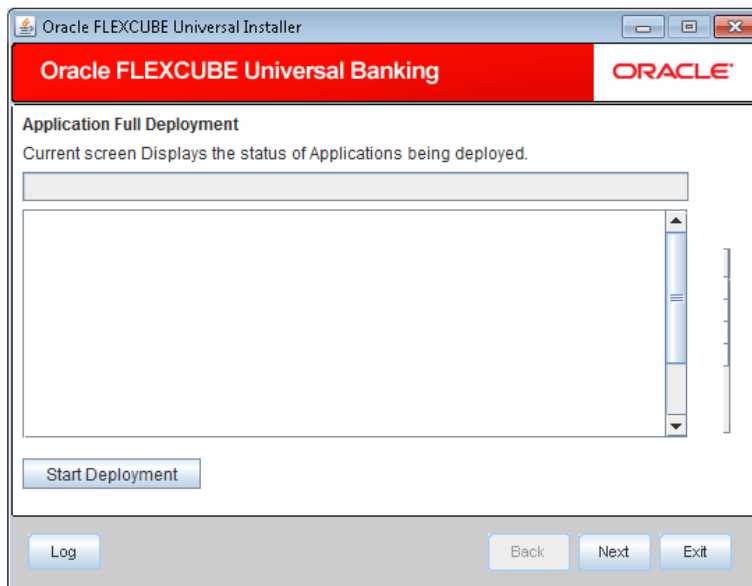 Oracle FLEXCUBE Universal Installer
Oracle FLEXCUBE Universal Banking
ORACLE
Application Full Deployment
Current screen Displays the status of Applications being deployed.
Start Deployment
Log
Back
Next
Exit